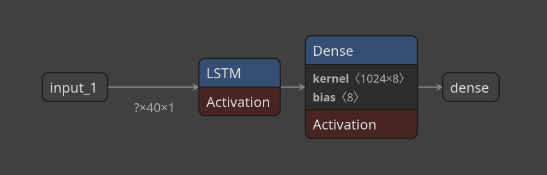 input_1
?×40×1
LSTM
Activation
Dense
kernel〈1024×8〉
bias〈8〉
Activation
dense